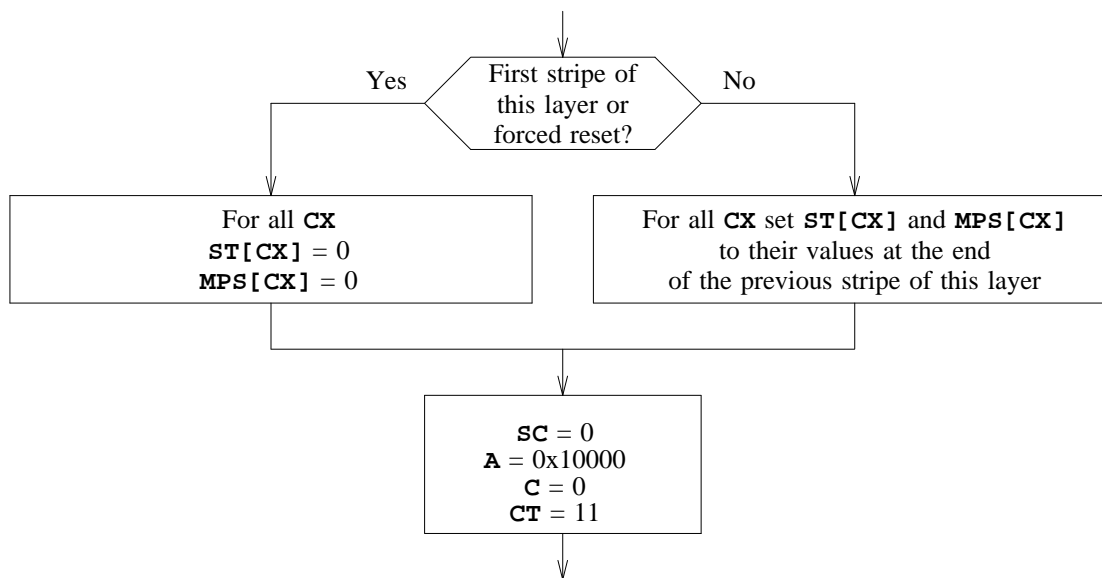 Yes
First stripe of
this layer or
forced reset?
No
For all CX
ST[CX] = 0
MPS[CX] = 0
For all CX set ST[CX] and MPS[CX]
to their values at the end
of the previous stripe of this layer
SC = 0
A = 0x10000
C = 0
CT = 11